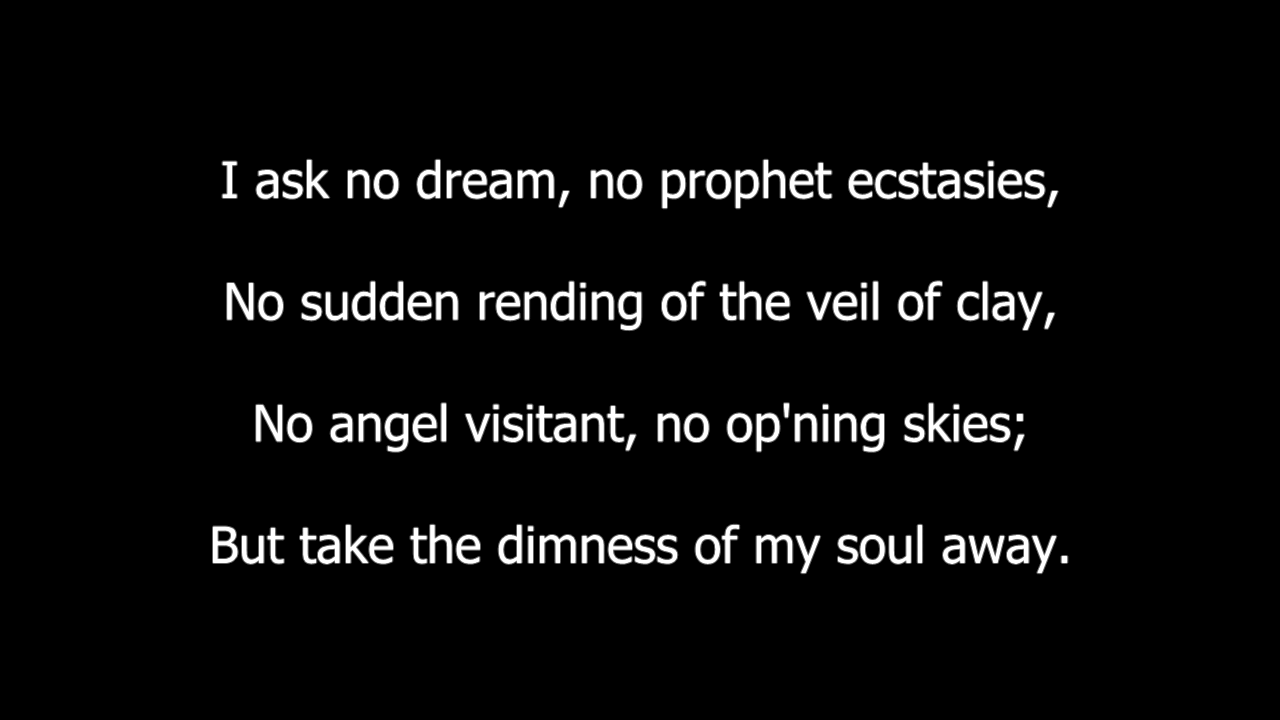 I ask no dream, no prophet ecstasies,
No sudden rending of the veil of clay,
No angel visitant, no op'ning skies;
But take the dimness of my soul away.